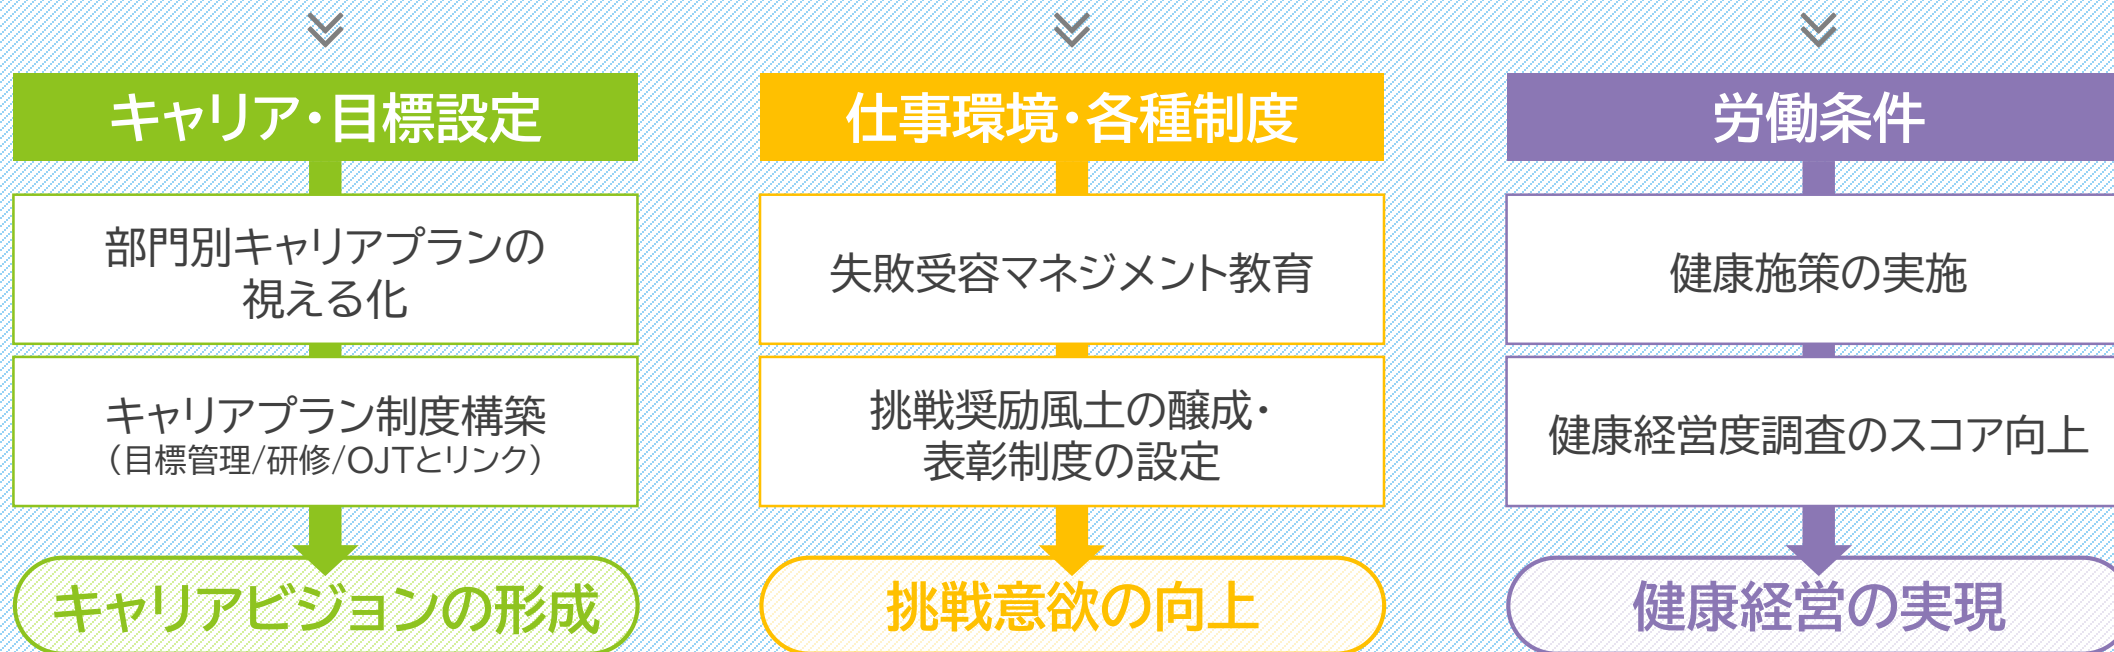 キャリア・目標設定
部門別キャリアプランの
視える化
キャリアプラン制度構築
（目標管理/研修/OJTとリンク）
キャリアビジョンの形成
仕事環境・各種制度
失敗受容マネジメント教育
挑戦奨励風土の醸成・
表彰制度の設定
挑戦意欲の向上
労働条件
健康施策の実施
健康経営度調査のスコア向上
健康経営の実現